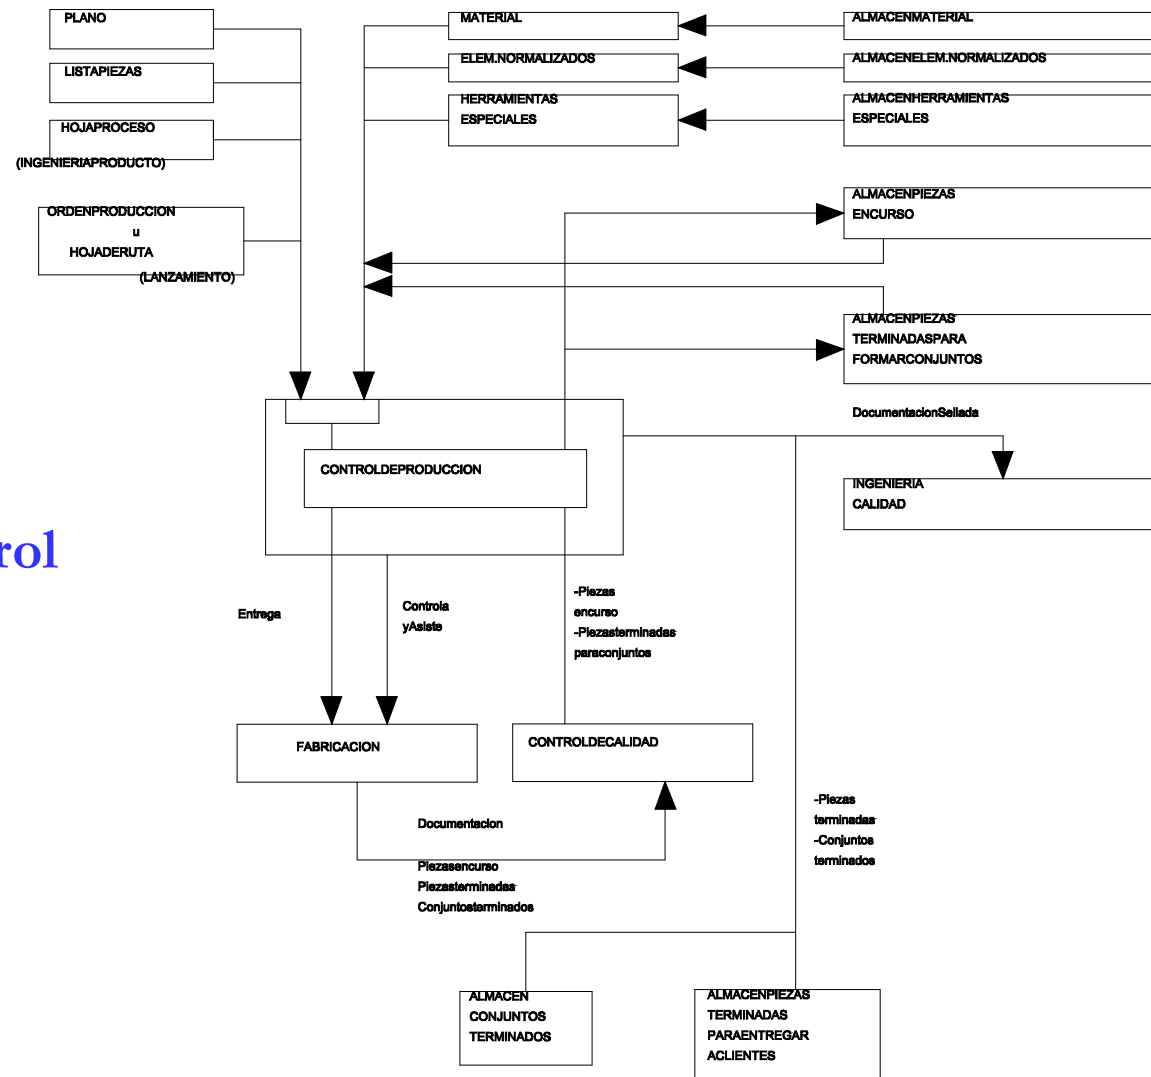 PLANO
LISTAPIEZAS
HOJAPROCESO
(INGENIERIAPRODUCTO)
ORDENPRODUCCION
u
HOJADERUTA
(LANZAMIENTO)
MATERIAL
ELEM.NORMALIZADOS
HERRAMIENTAS
ESPECIALES
ALMACENMATERIAL
ALMACENELEM.NORMALIZADOS
ALMACENHERRAMIENTAS
ESPECIALES
ALMACENPIEZAS
ENCURSO
ALMACENPIEZAS
TERMINADASPARA
FORMARCONJUNTOS
DocumentacionSellada
INGENIERIA
CALIDAD
CONTROLDEPRODUCCION
rol
Entrega
Controla
yAsiste
-Piezas
encurso
-Piezasterminadas
paraconjuntos
FABRICACION
CONTROLDECALIDAD
Documentacion
Piezasencurso
Piezasterminadas
Conjuntosterminados
-Piezas
terminadas
-Conjuntos
terminados
ALMACEN
CONJUNTOS
TERMINADOS
ALMACENPIEZAS
TERMINADAS
PARAENTREGAR
ACLIENTES